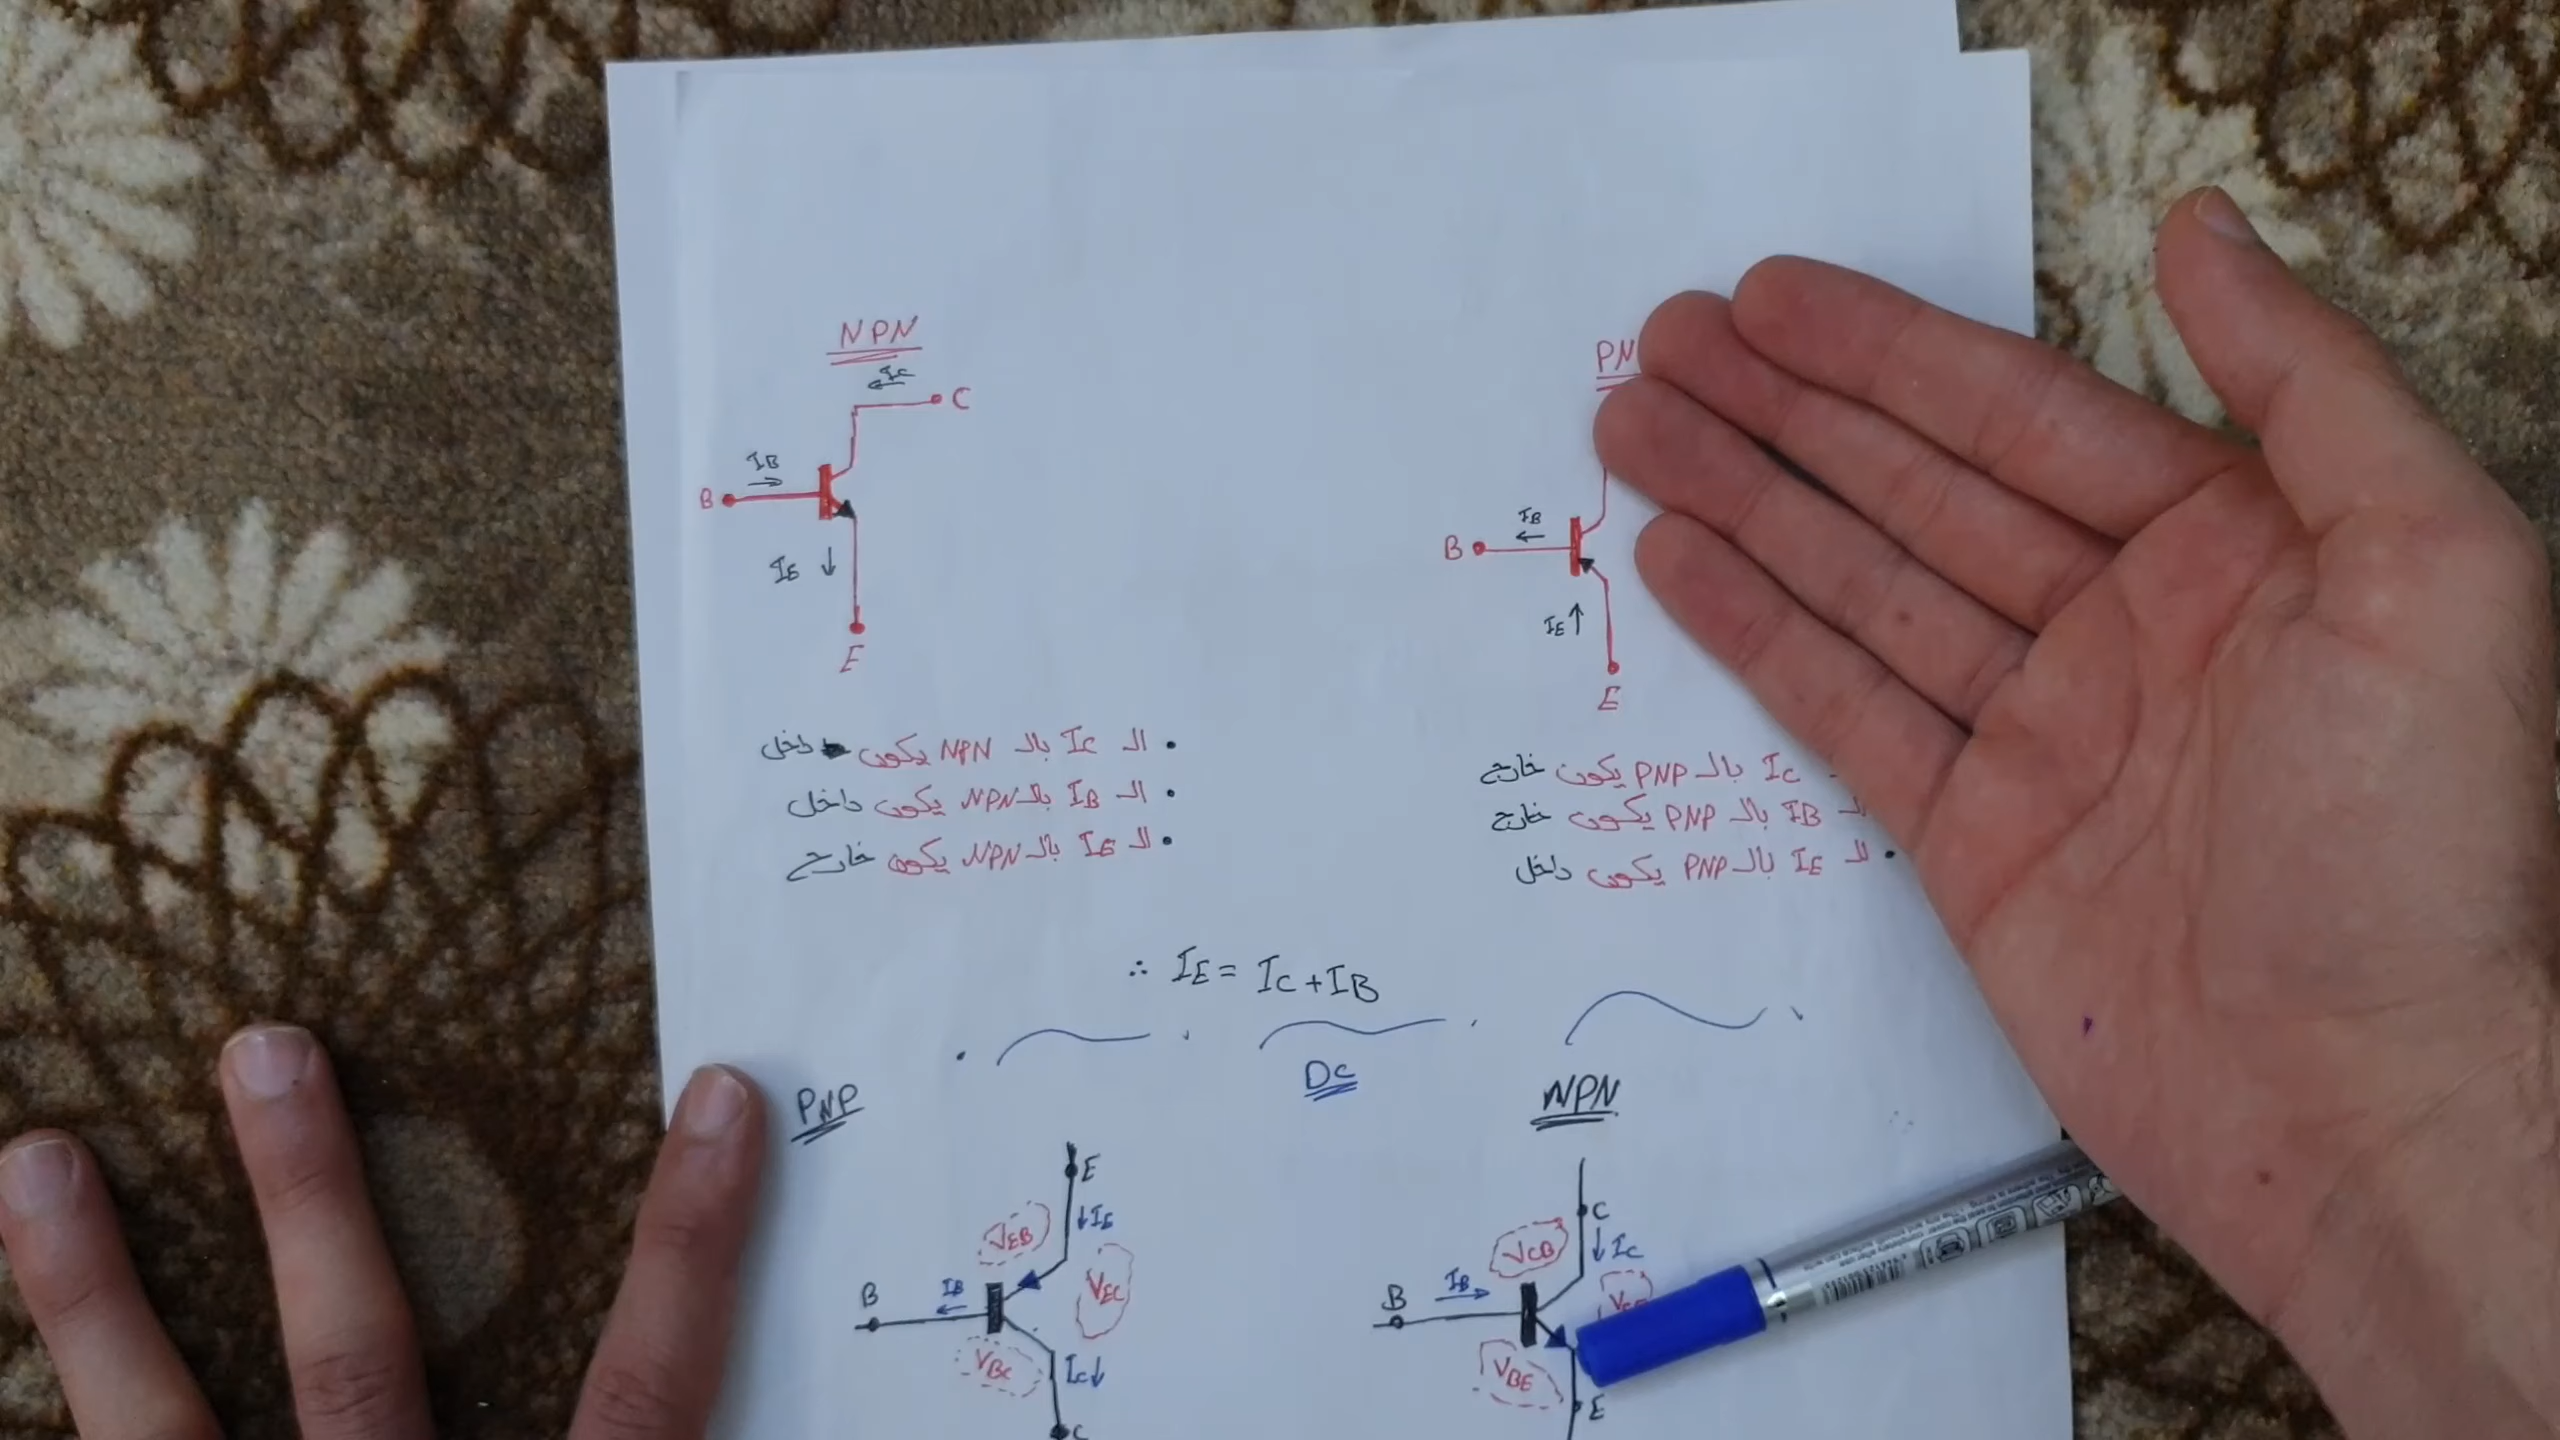 NPN
IC
C
IB
B
IE
E
PN
IB
B
IE
E
• الـ IC بالـ NPN يكون داخل
• الـ IB بالـ NPN يكون داخل
• الـ IE بالـ NPN يكون خارج
IC بالـ PNP يكون خارج
الـ IB بالـ PNP يكون خارج
• الـ IE بالـ PNP يكون داخل
∴ IE = IC + IB
DC
PNP
E
IE
VEB
VEC
IB
B
VBC
IC
C
NPN
C
IC
VCB
IB
B
VBE
E